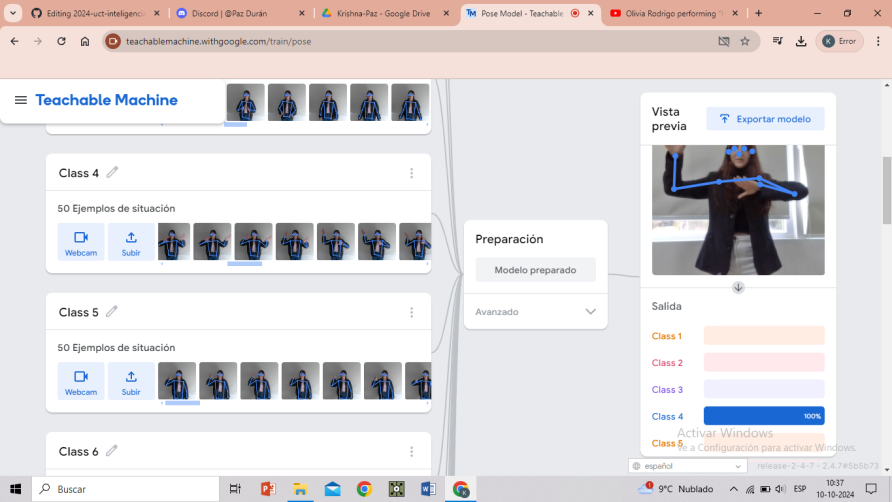 Editing 2024-uct-inteligencia
Discord | @Paz Durán
Krishna-Paz - Google Drive
Pose Model - Teachable
Olivia Rodrigo performing "
teachablemachine.withgoogle.com/train/pose
K Error
Teachable Machine
Class 4
50 Ejemplos de situación
Webcam
Subir
Class 5
50 Ejemplos de situación
Webcam
Subir
Class 6
Preparación
Modelo preparado
Avanzado
Vista previa
Exportar modelo
Salida
Class 1
Class 2
Class 3
Class 4
100%
Class 5
Activar Windows
Ve a Configuración para activar Windows.
español
release-2-4-7 - 2.4.7#5b5b73
Buscar
9°C Nublado
ESP
10:37
10-10-2024